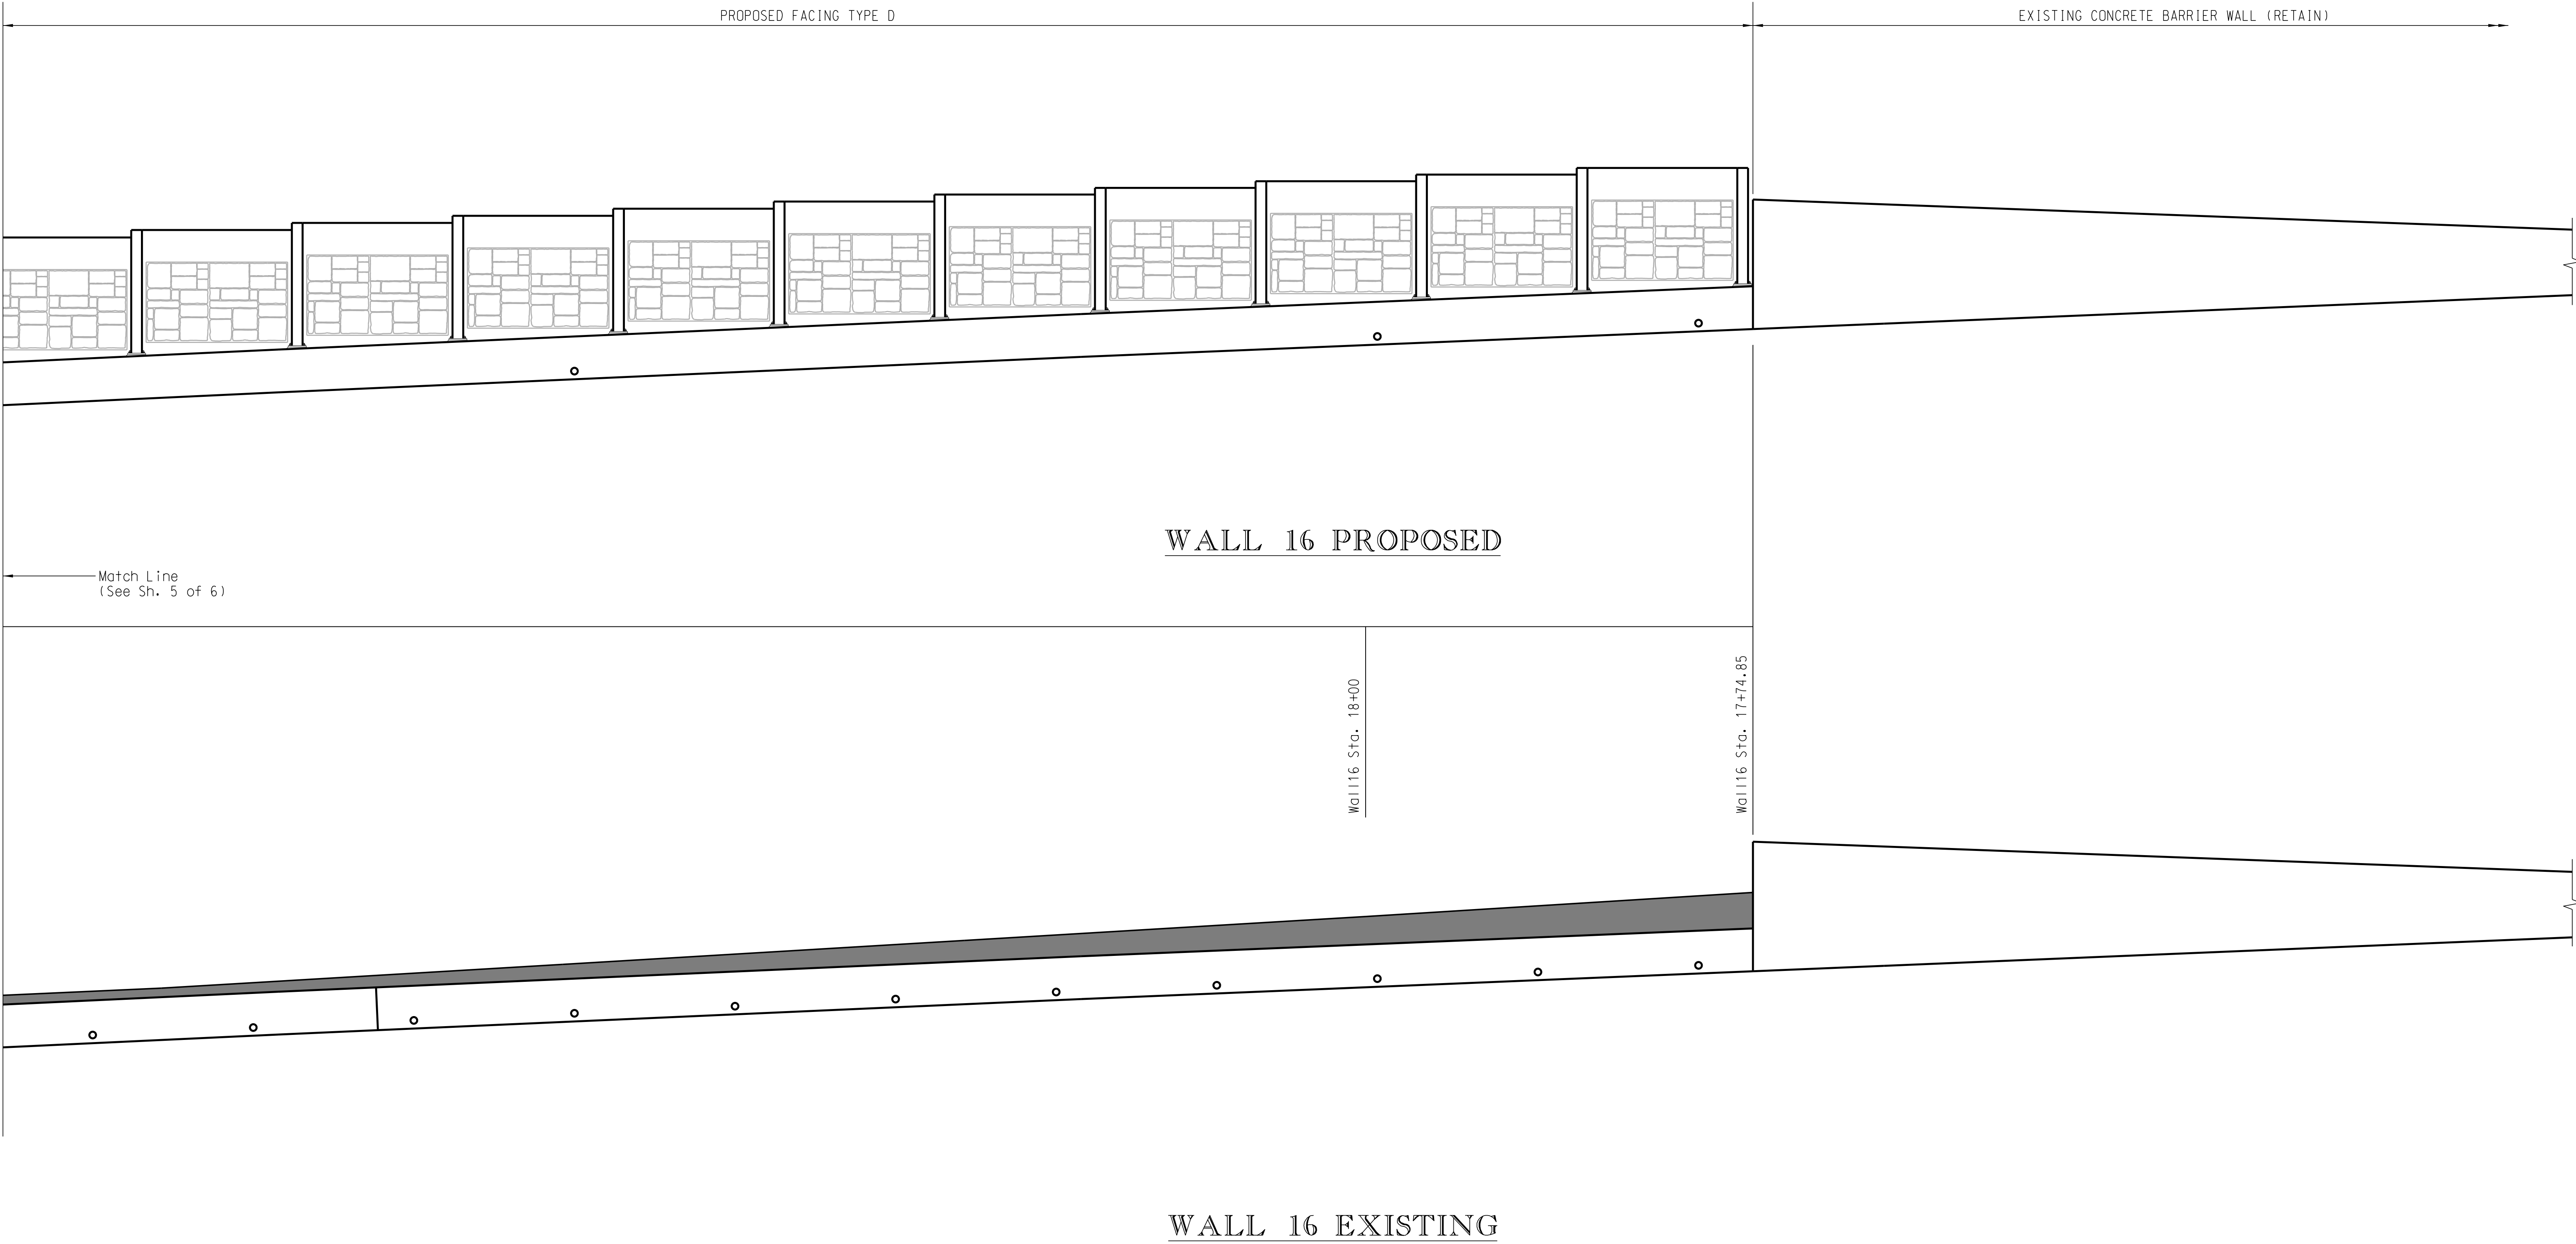 PROPOSED FACING TYPE D
EXISTING CONCRETE BARRIER WALL (RETAIN)
WALL 16 PROPOSED
Match Line
(See Sh. 5 of 6)
Wall16 Sta. 18+00
Wall16 Sta. 17+74.85
WALL 16 EXISTING